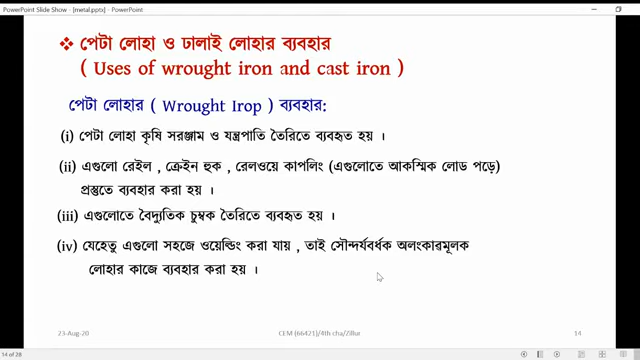 PowerPoint Slide Show - [metal.pptx] - PowerPoint
❖ পেটা লোহা ও ঢালাই লোহার ব্যবহার
( Uses of wrought iron and cast iron )
পেটা লোহার ( Wrought Irop ) ব্যবহার:
(i) পেটা লোহা কৃষি সরঞ্জাম ও যন্ত্রপাতি তৈরিতে ব্যবহৃত হয় ।
(ii) এগুলো রেইল , ক্রেইন হুক , রেলওয়ে কাপলিং (এগুলোতে আকস্মিক লোড পড়ে)
প্রস্তুতে ব্যবহার করা হয় ।
(iii) এগুলোতে বৈদ্যুতিক চুম্বক তৈরিতে ব্যবহৃত হয় ।
(iv) যেহেতু এগুলো সহজে ওয়েল্ডিং করা যায় , তাই সৌন্দর্যবর্ধক অলংকারমূলক
লোহার কাজে ব্যবহার করা হয় ।
23-Aug-20 CEM (66421)/4th cha/Zillur 14
14 of 28